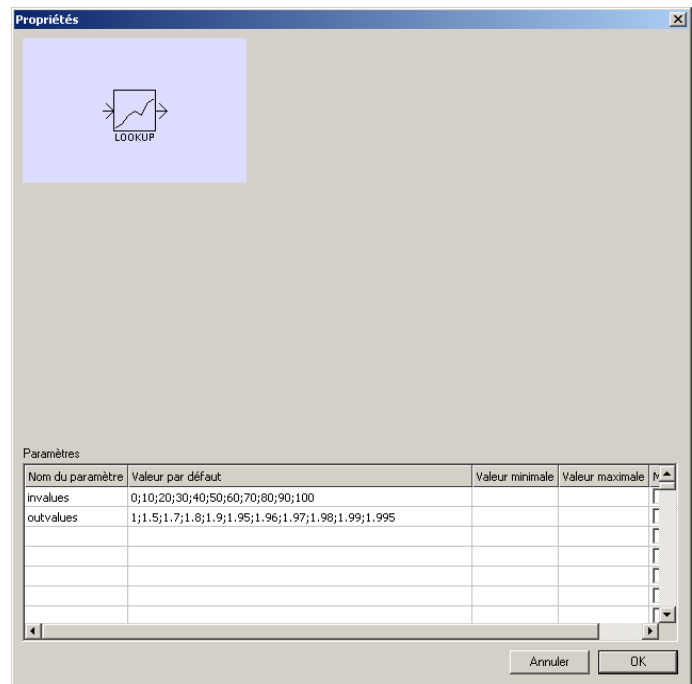 Propriétés
LOOKUP
Paramètres
Nom du paramètre Valeur par défaut Valeur minimale Valeur maximale
invalues 0;10;20;30;40;50;60;70;80;90;100
outvalues 1;1.5;1.7;1.8;1.9;1.95;1.96;1.97;1.98;1.99;1.995
Annuler OK